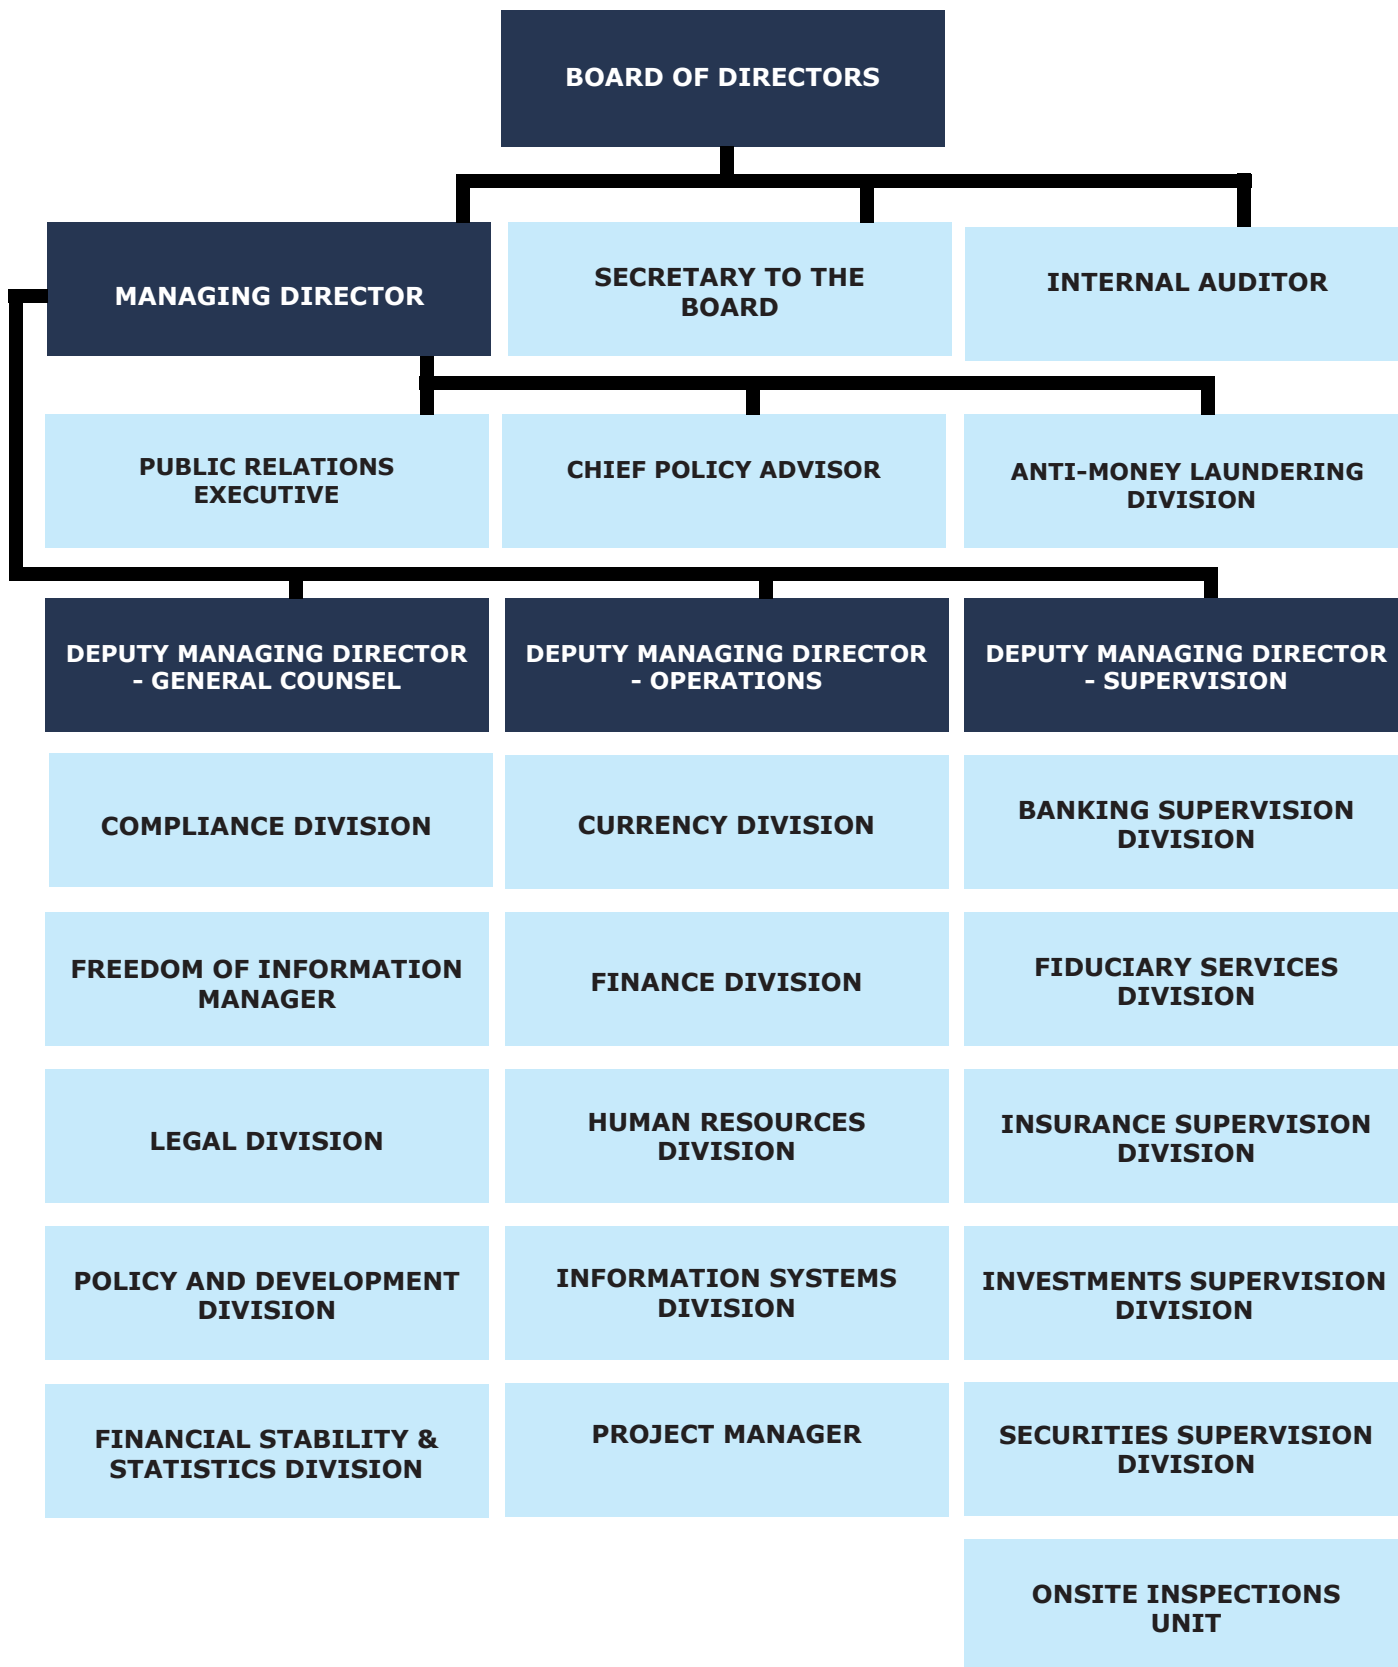 BOARD OF DIRECTORS
MANAGING DIRECTOR
SECRETARY TO THE
BOARD
INTERNAL AUDITOR
PUBLIC RELATIONS
EXECUTIVE
CHIEF POLICY ADVISOR
ANTI-MONEY LAUNDERING
DIVISION
DEPUTY MANAGING DIRECTOR
– GENERAL COUNSEL
DEPUTY MANAGING DIRECTOR
– OPERATIONS
DEPUTY MANAGING DIRECTOR
– SUPERVISION
COMPLIANCE DIVISION
CURRENCY DIVISION
BANKING SUPERVISION
DIVISION
FREEDOM OF INFORMATION
MANAGER
FINANCE DIVISION
FIDUCIARY SERVICES
DIVISION
LEGAL DIVISION
HUMAN RESOURCES
DIVISION
INSURANCE SUPERVISION
DIVISION
POLICY AND DEVELOPMENT
DIVISION
INFORMATION SYSTEMS
DIVISION
INVESTMENTS SUPERVISION
DIVISION
FINANCIAL STABILITY &
STATISTICS DIVISION
PROJECT MANAGER
SECURITIES SUPERVISION
DIVISION
ONSITE INSPECTIONS
UNIT